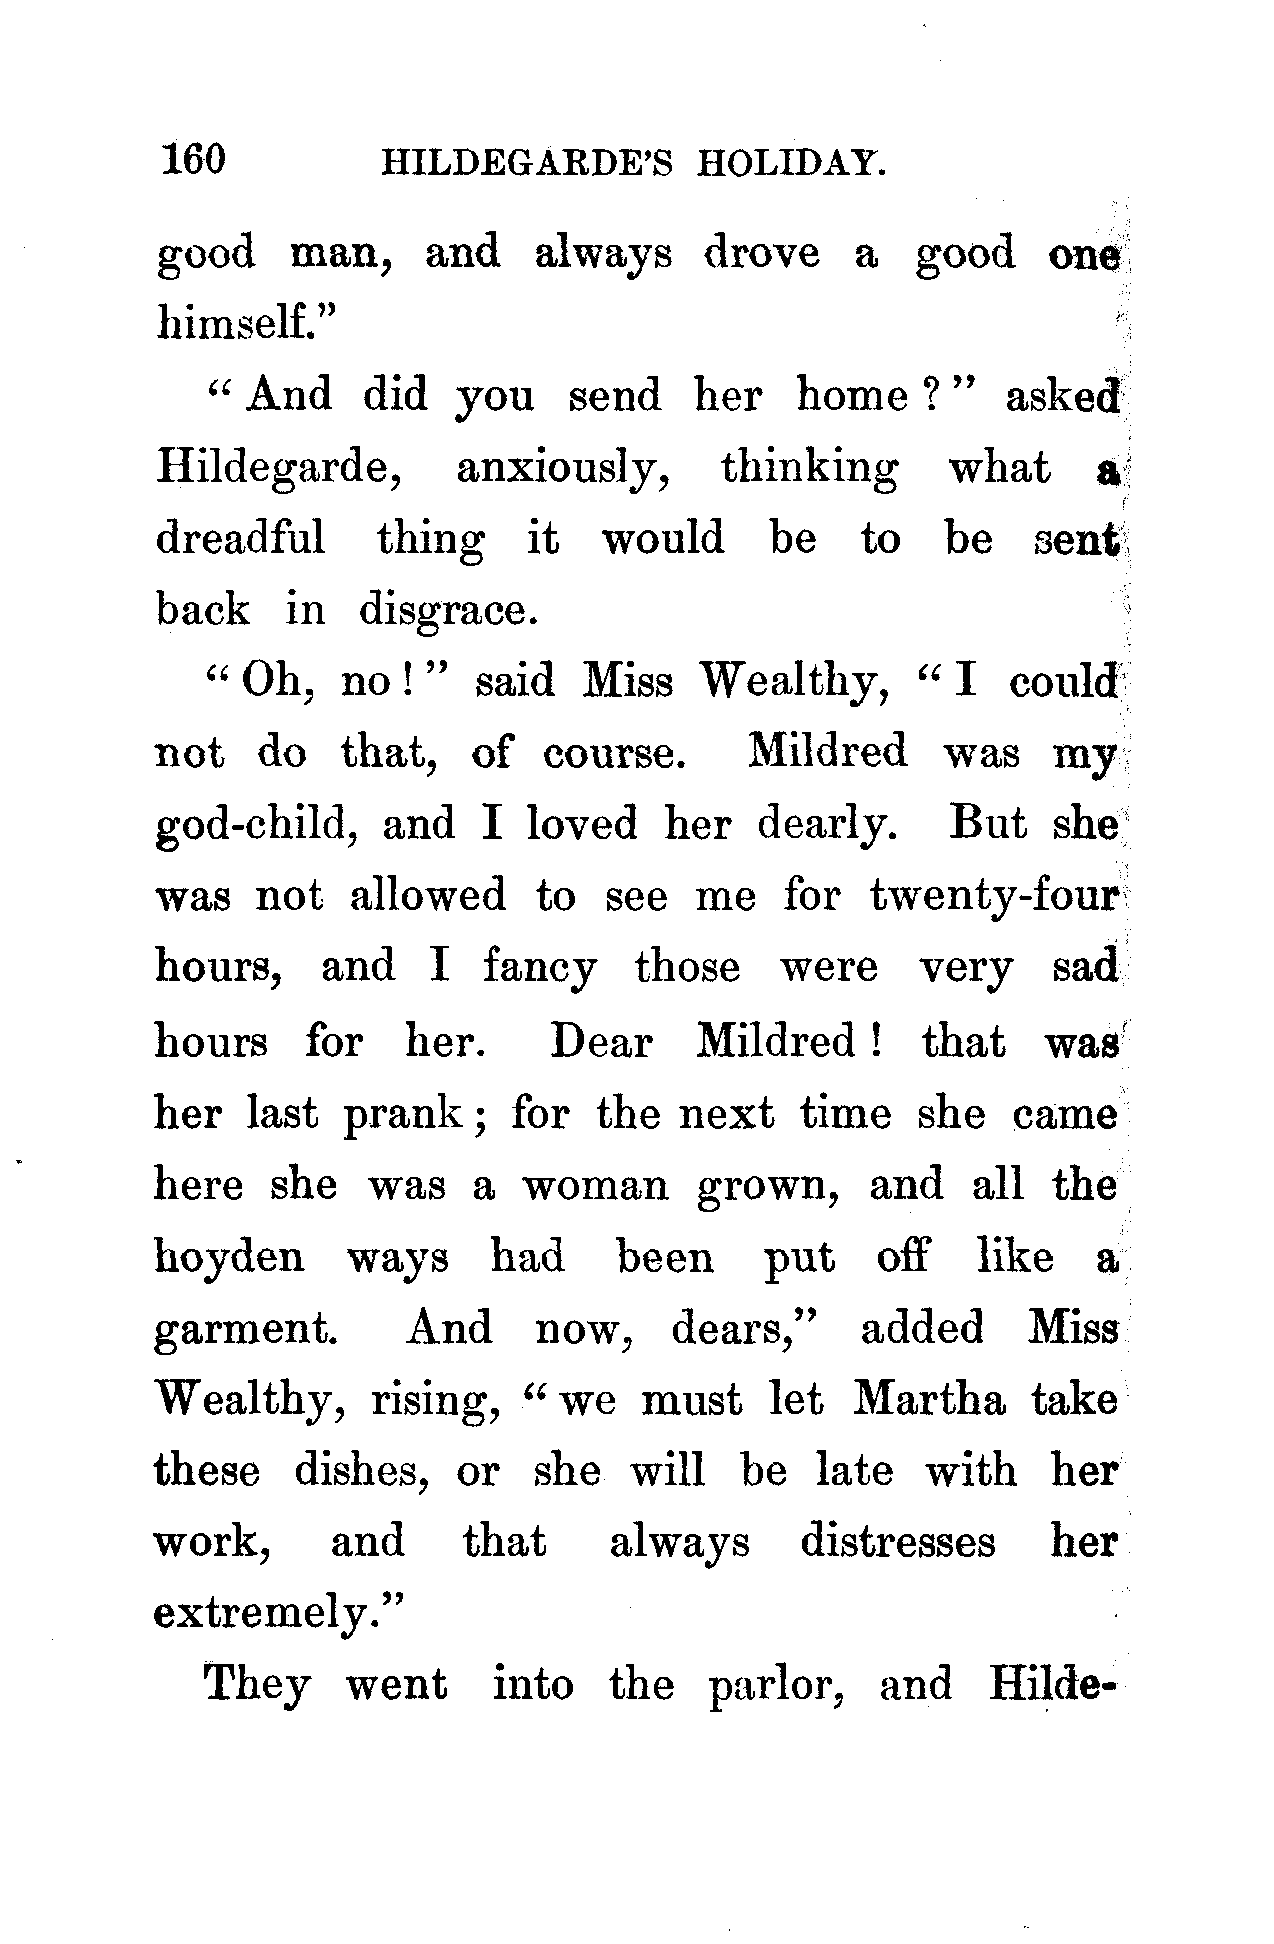 160 HILDEGARDE'S HOLIDAY.
good man, and always drove a good one
himself."
"And did you send her home?" asked
Hildegarde, anxiously, thinking what a
dreadful thing it would be to be sent
back in disgrace.
"Oh, no!" said Miss Wealthy, "I could
not do that, of course. Mildred was my
god-child, and I loved her dearly. But she
was not allowed to see me for twenty-four
hours, and I fancy those were very sad
hours for her. Dear Mildred! that was
her last prank; for the next time she came
here she was a woman grown, and all the
hoyden ways had been put off like a
garment. And now, dears," added Miss
Wealthy, rising, "we must let Martha take
these dishes, or she will be late with her
work, and that always distresses her
extremely."
They went into the parlor, and Hilde-